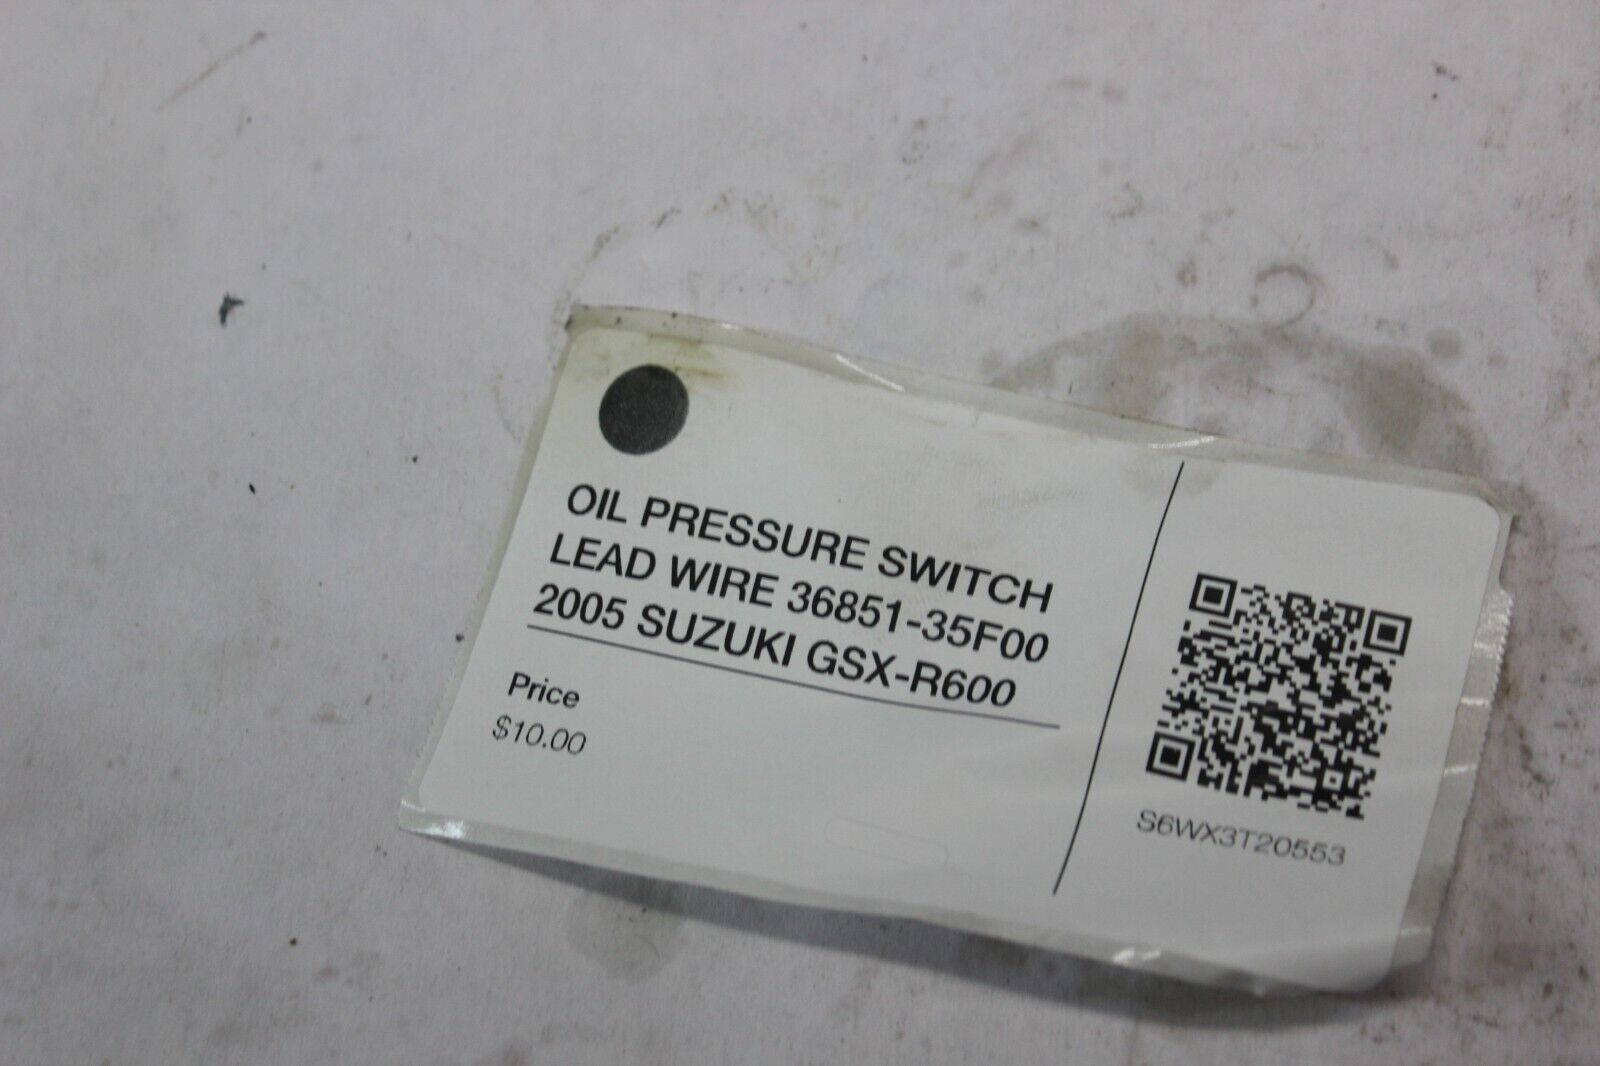 OIL PRESSURE SWITCH
LEAD WIRE 36851-35F00
2005 SUZUKI GSX-R600
Price
$10.00
S6WX3T20553